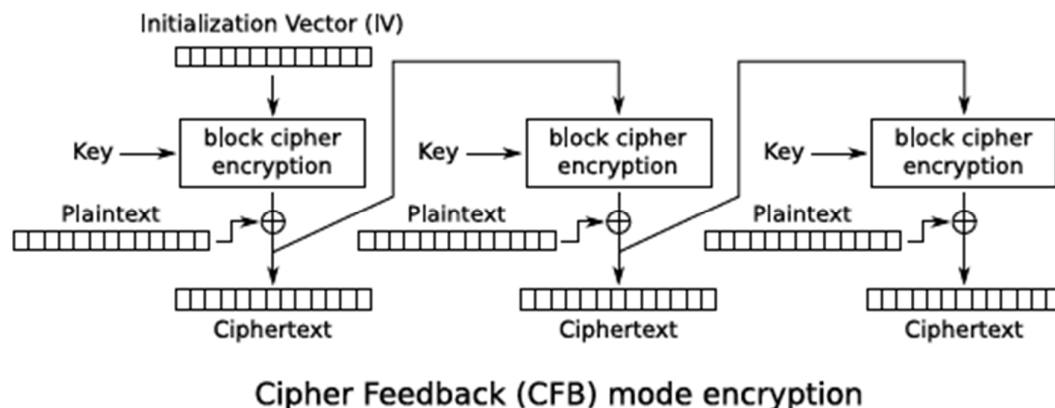 Initialization Vector (IV)
Key
block cipher
encryption
Key
block cipher
encryption
Key
block cipher
encryption
Plaintext
Plaintext
Plaintext
Ciphertext
Ciphertext
Ciphertext
Cipher Feedback (CFB) mode encryption